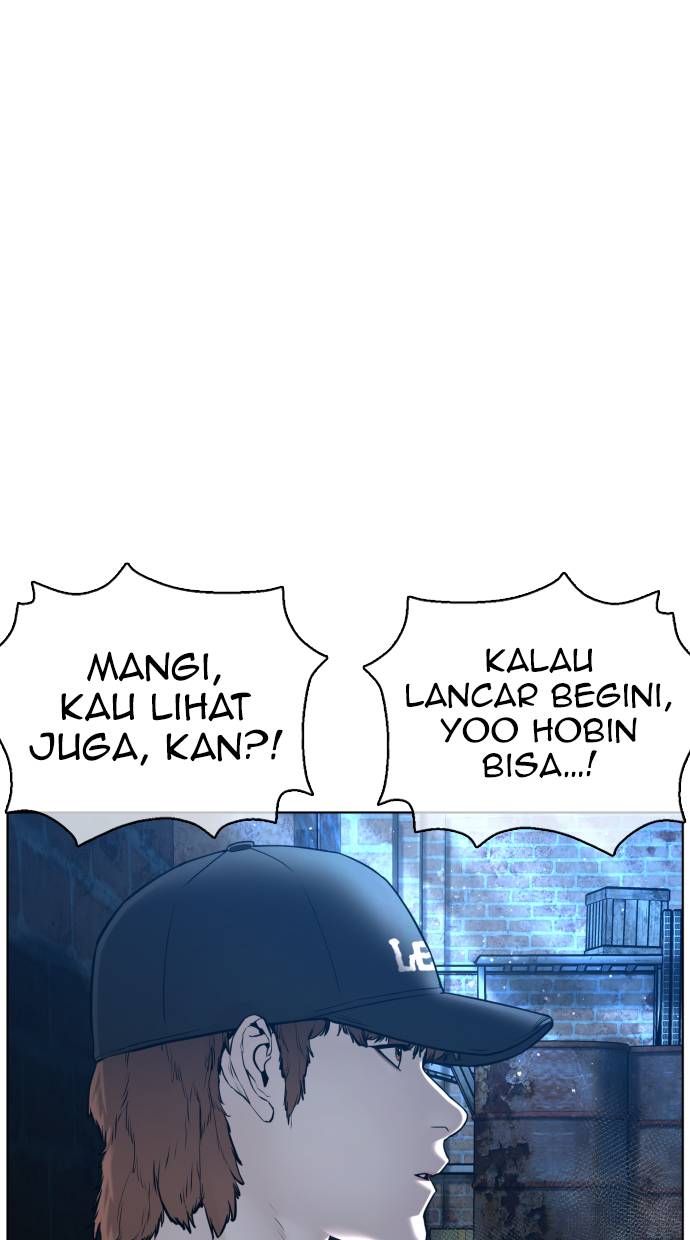 MANGI,
KAU LIHAT
JUGA, KAN?!
KALAU
LANCAR BEGINI,
YOO HOBIN
BISA...!
LE